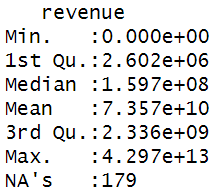 revenue
Min.   :0.000e+00
1st Qu.:2.602e+06
Median :1.597e+08
Mean   :7.357e+10
3rd Qu.:2.336e+09
Max.   :4.297e+13
NA's   :179